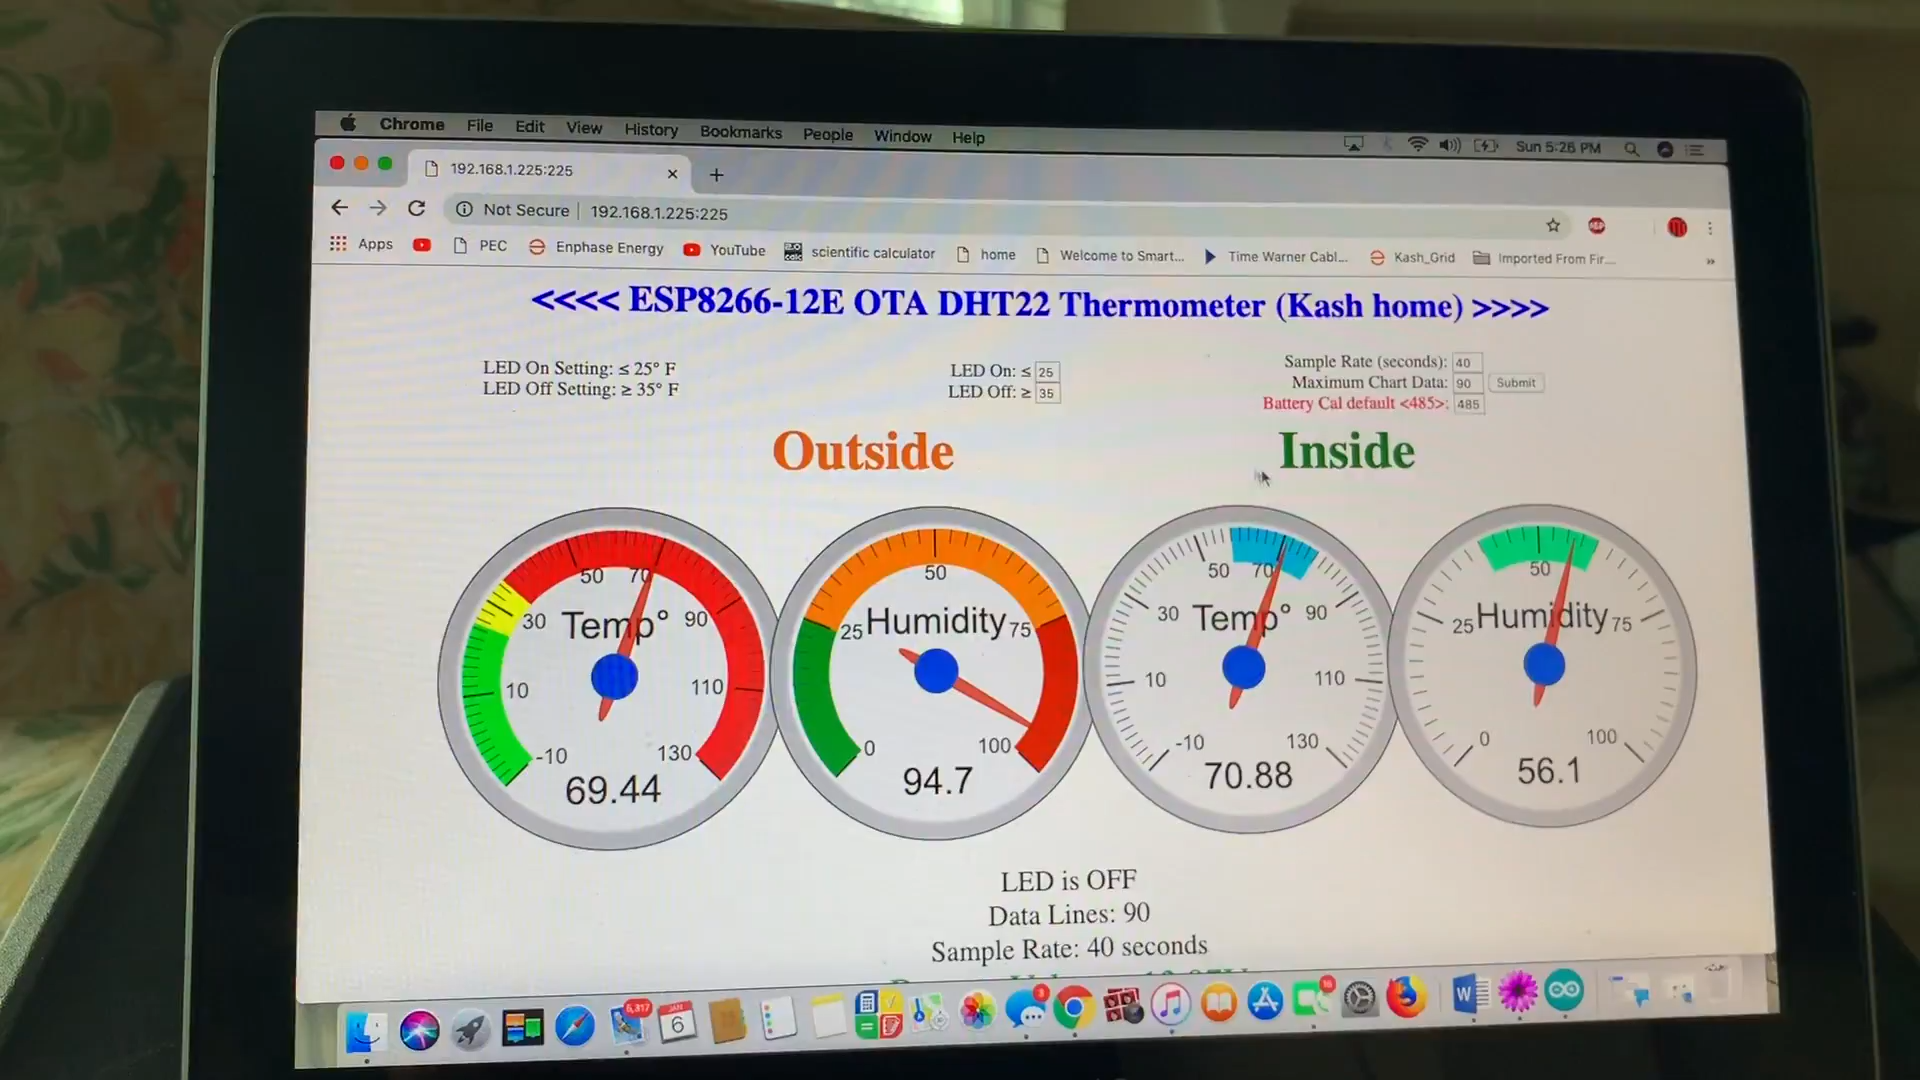 Chrome File Edit View History Bookmarks People Window Help Sun 5:26 PM
192.168.1.225:225
Not Secure 192.168.1.225:225
Apps PEC Enphase Energy YouTube scientific calculator home Welcome to Smart... Time Warner Cabl... Kash_Grid Imported From Fir... »
<<<< ESP8266-12E OTA DHT22 Thermometer (Kash home) >>>>
LED On Setting: ≤ 25° F
LED Off Setting: ≥ 35° F
LED On: ≤ 25
LED Off: ≥ 35
Sample Rate (seconds): 40
Maximum Chart Data: 90 Submit
Battery Cal default <485>: 485
Outside
Inside
-10 10 30 50 70 90 110 130
Temp°
69.44
0 25 50 75 100
Humidity
94.7
-10 10 30 50 70 90 110 130
Temp°
70.88
0 25 50 75 100
Humidity
56.1
LED is OFF
Data Lines: 90
Sample Rate: 40 seconds
6,317
JAN
6
3
W